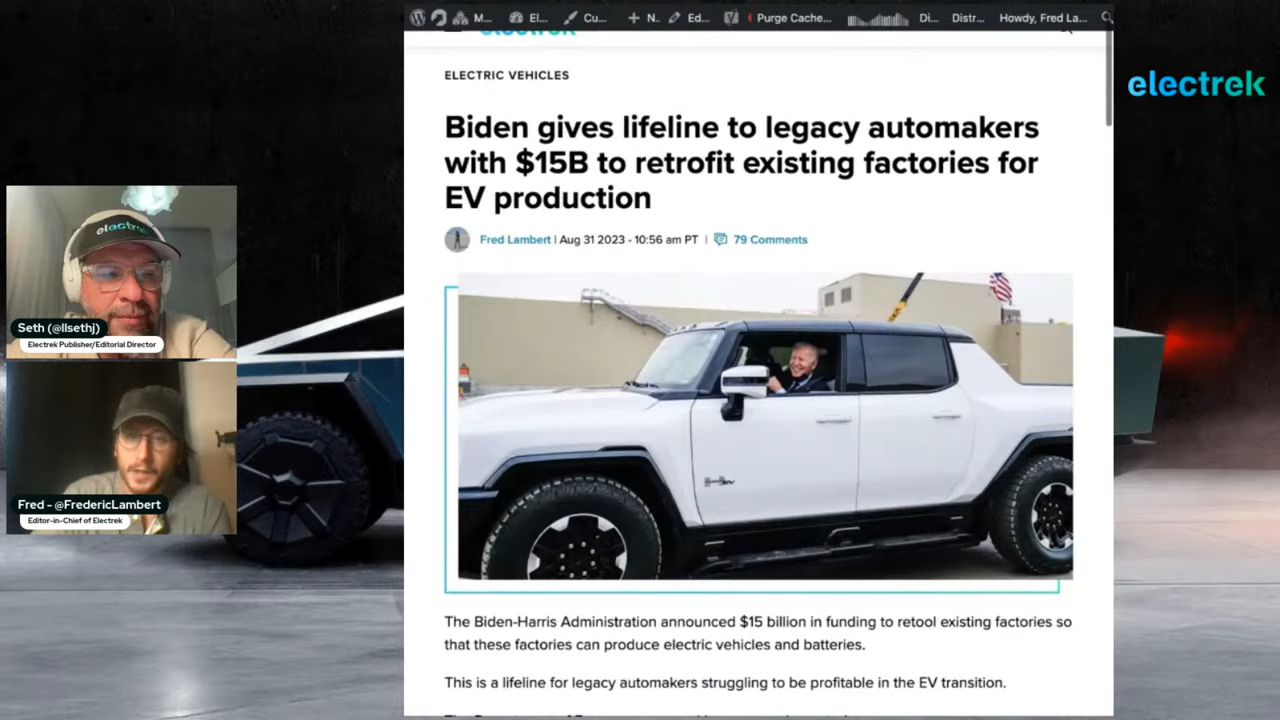 M...
El...
Cu...
N.
Ed...
Purge Cache...
Di...
Distr...
Howdy, Fred La...
electrek
ELECTRIC VEHICLES
electrek
Biden gives lifeline to legacy automakers
with $15B to retrofit existing factories for
EV production
Fred Lambert | Aug 31 2023 - 10:56 am PT | 79 Comments
electrek
Seth (@llsethj)
Electrek Publisher/Editorial Director
Fred - @FredericLambert
Editor-in-Chief of Electrek
The Biden-Harris Administration announced $15 billion in funding to retool existing factories so
that these factories can produce electric vehicles and batteries.
This is a lifeline for legacy automakers struggling to be profitable in the EV transition.